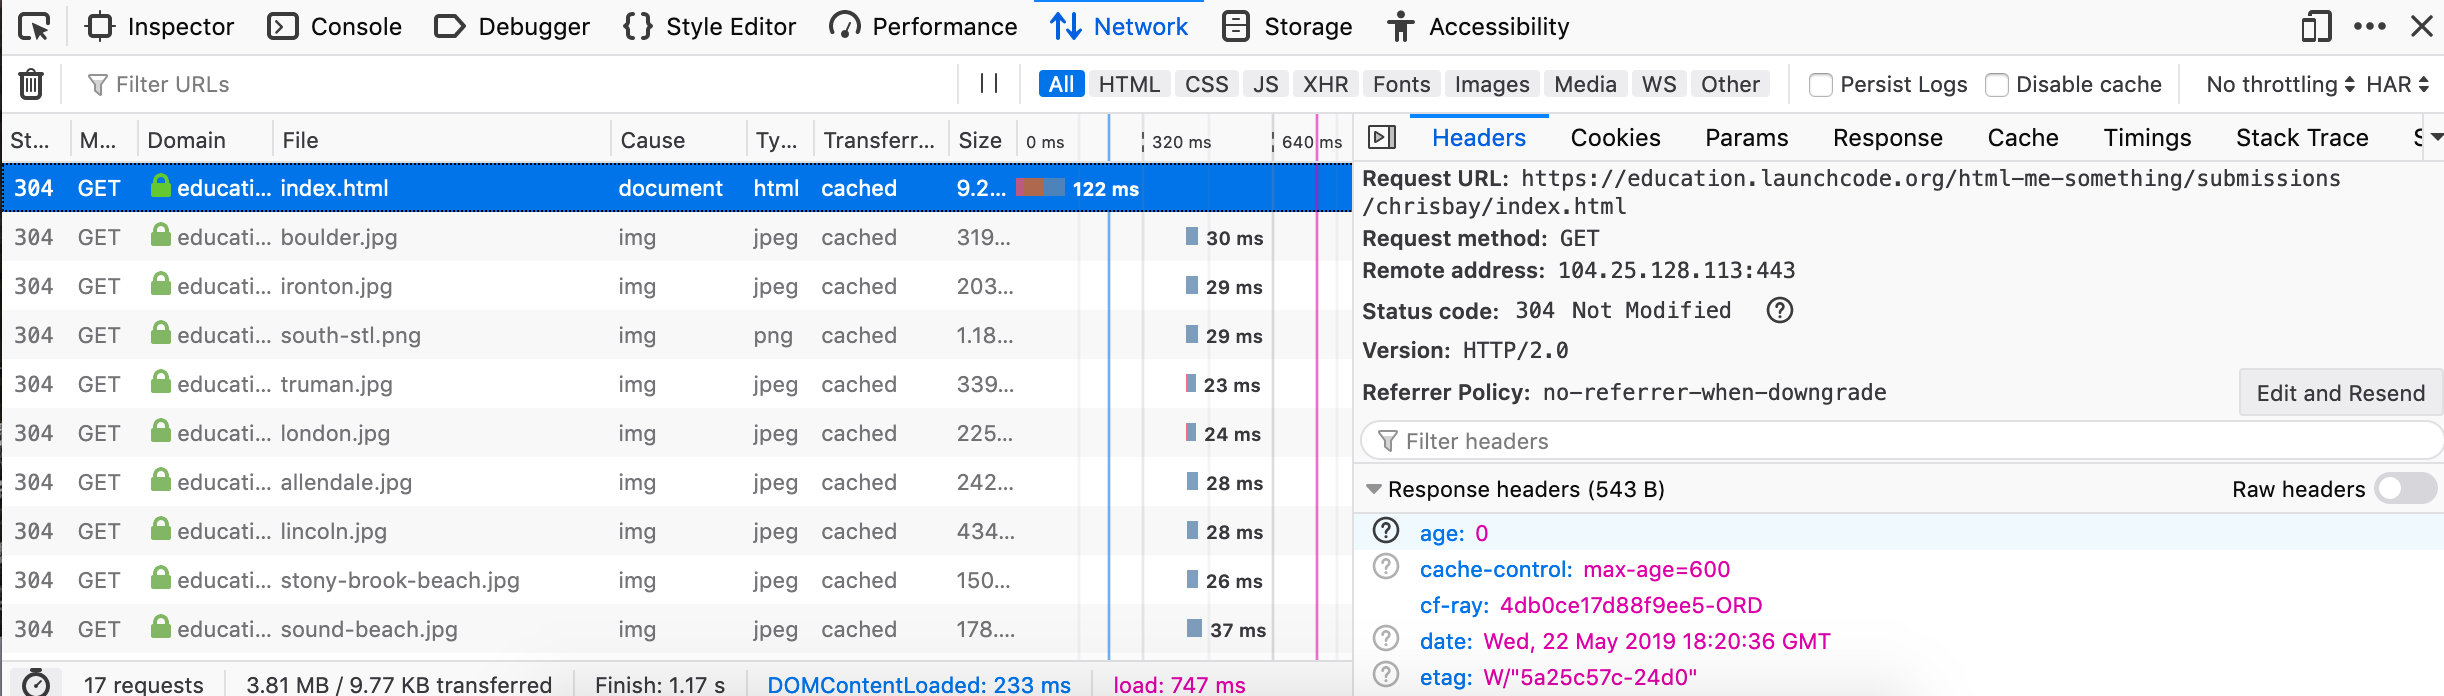 Inspector Console Debugger Style Editor Performance Network Storage Accessibility
Filter URLs All HTML CSS JS XHR Fonts Images Media WS Other Persist Logs Disable cache No throttling HAR
St... M... Domain File Cause Ty... Transferr... Size 0 ms 320 ms 640 ms
304 GET educati... index.html document html cached 9.2... 122 ms
304 GET educati... boulder.jpg img jpeg cached 319... 30 ms
304 GET educati... ironton.jpg img jpeg cached 203... 29 ms
304 GET educati... south-stl.png img png cached 1.18... 29 ms
304 GET educati... truman.jpg img jpeg cached 339... 23 ms
304 GET educati... london.jpg img jpeg cached 225... 24 ms
304 GET educati... allendale.jpg img jpeg cached 242... 28 ms
304 GET educati... lincoln.jpg img jpeg cached 434... 28 ms
304 GET educati... stony-brook-beach.jpg img jpeg cached 150... 26 ms
304 GET educati... sound-beach.jpg img jpeg cached 178.... 37 ms
17 requests 3.81 MB / 9.77 KB transferred Finish: 1.17 s DOMContentLoaded: 233 ms load: 747 ms
Headers Cookies Params Response Cache Timings Stack Trace
Request URL: https://education.launchcode.org/html-me-something/submissions
/chrisbay/index.html
Request method: GET
Remote address: 104.25.128.113:443
Status code: 304 Not Modified ?
Version: HTTP/2.0
Referrer Policy: no-referrer-when-downgrade Edit and Resend
Filter headers
Response headers (543 B) Raw headers
? age: 0
? cache-control: max-age=600
cf-ray: 4db0ce17d88f9ee5-ORD
? date: Wed, 22 May 2019 18:20:36 GMT
? etag: W/"5a25c57c-24d0"